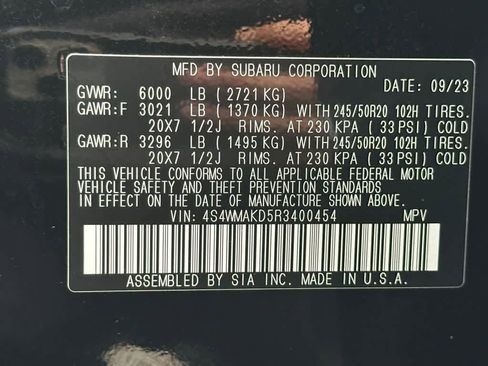 MFD BY SUBARU CORPORATION
DATE: 09/23
GVWR: 6000 LB ( 2721 KG)
GAWR:F 3021 LB ( 1370 KG) WITH 245/50R20 102H TIRES.
20X7 1/2J RIMS. AT 230 KPA ( 33 PSI) COLD
GAWR:R 3296 LB ( 1495 KG) WITH 245/50R20 102H TIRES.
20X7 1/2J RIMS. AT 230 KPA ( 33 PSI) COLD
THIS VEHICLE CONFORMS TO ALL APPLICABLE FEDERAL MOTOR
VEHICLE SAFETY AND THEFT PREVENTION STANDARDS
IN EFFECT ON THE DATE OF MANUFACTURE SHOWN ABOVE.
VIN: 4S4WMAKD5R3400454 MPV
ASSEMBLED BY SIA INC. MADE IN U.S.A.